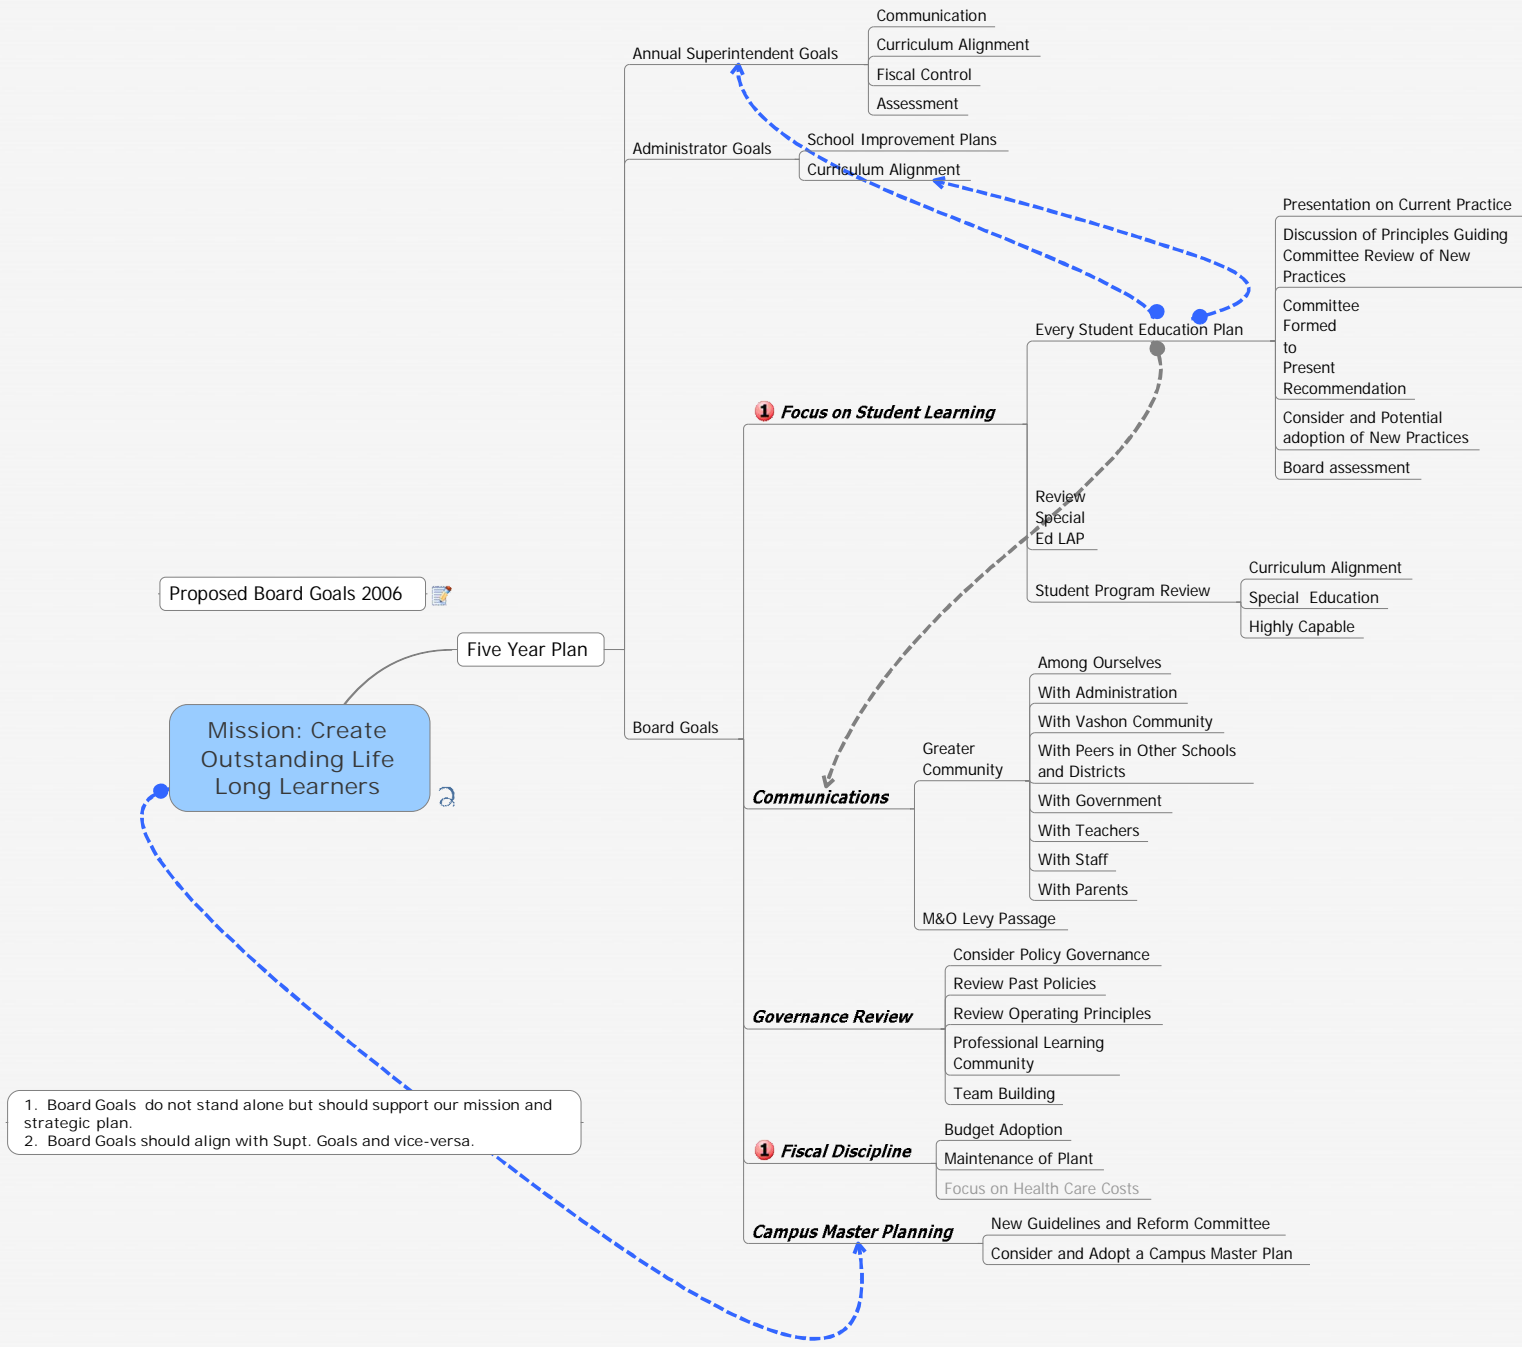 Communication
Annual Superintendent Goals
Curriculum Alignment
Fiscal Control
Assessment
Administrator Goals
School Improvement Plans
Curriculum Alignment
Presentation on Current Practice
Discussion of Principles Guiding
Committee Review of New
Practices
Every Student Education Plan
Committee
Formed
to
Present
Recommendation
Consider and Potential
adoption of New Practices
Board assessment
1 Focus on Student Learning
Review
Special
Ed LAP
Student Program Review
Curriculum Alignment
Special  Education
Highly Capable
Proposed Board Goals 2006
Five Year Plan
Mission: Create
Outstanding Life
Long Learners
Board Goals
Communications
Greater
Community
Among Ourselves
With Administration
With Vashon Community
With Peers in Other Schools
and Districts
With Government
With Teachers
With Staff
With Parents
M&O Levy Passage
Governance Review
Consider Policy Governance
Review Past Policies
Review Operating Principles
Professional Learning
Community
Team Building
1.  Board Goals  do not stand alone but should support our mission and
strategic plan.
2.  Board Goals should align with Supt. Goals and vice-versa.
1 Fiscal Discipline
Budget Adoption
Maintenance of Plant
Focus on Health Care Costs
Campus Master Planning
New Guidelines and Reform Committee
Consider and Adopt a Campus Master Plan